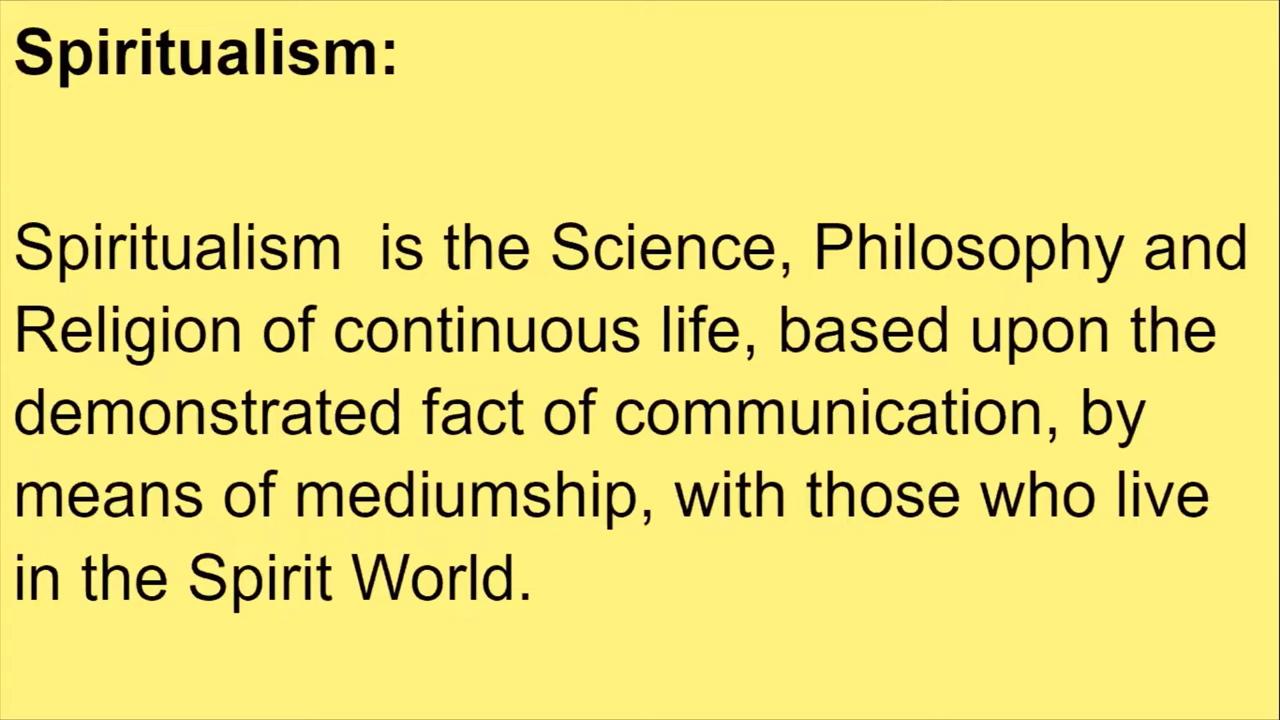 Spiritualism:
Spiritualism  is the Science, Philosophy and
Religion of continuous life, based upon the
demonstrated fact of communication, by
means of mediumship, with those who live
in the Spirit World.